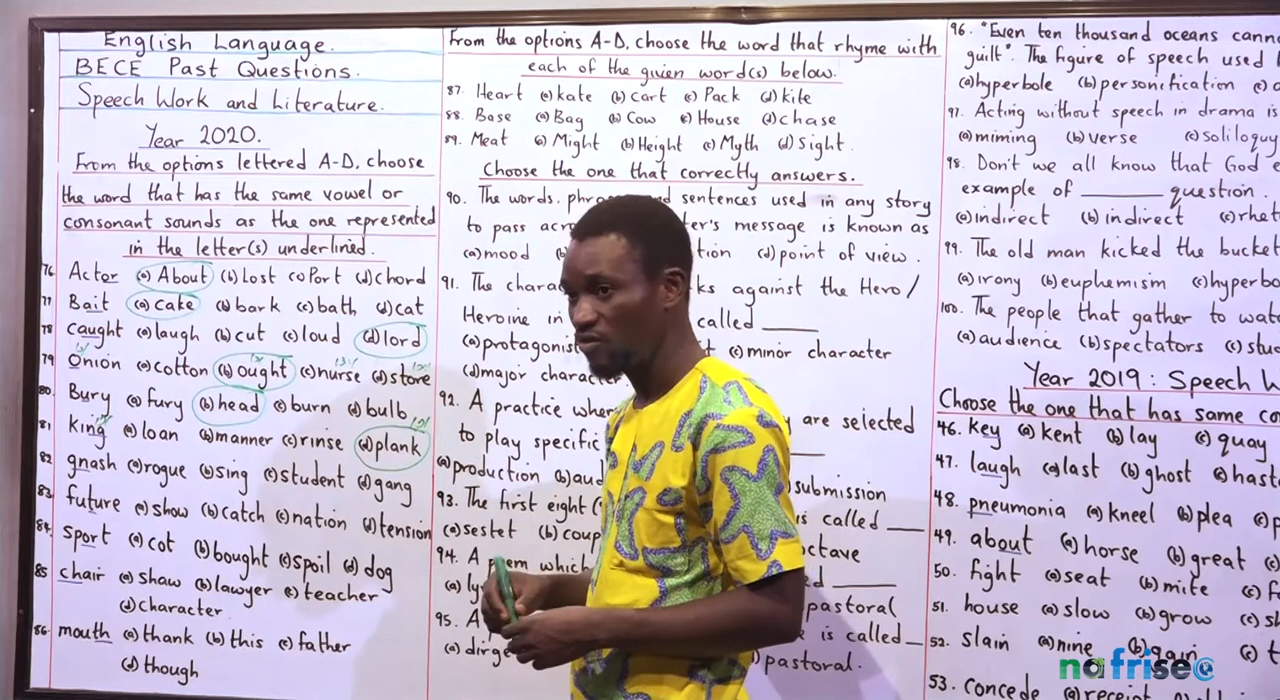 English Language.
BECE Past Questions.
Speech Work and Literature.
Year 2020.
From the options lettered A-D, choose
the word that has the same vowel or
consonant sounds as the one represented
in the letter(s) underlined.
76 Actor (a) About (b) Lost (c) Port (d) chord
77 Bait (a) cake (b) bark (c) bath (d) cat
78 caught (a) laugh (b) cut (c) loud (d) lord
79 Onion (a) cotton (b) ought (c) nurse (d) store
80. Bury (a) fury (b) head (c) burn (d) bulb
81 King (a) loan (b) manner (c) rinse (d) plank
82 gnash (a) rogue (b) sing (c) student (d) gang
83. future (a) show (b) catch (c) nation (d) tension
84. sport (a) cot (b) bought (c) spoil (d) dog
85 chair (a) shaw (b) lawyer (c) teacher
(d) character
86. mouth (a) thank (b) this (c) father
(d) though
From the options A-D, choose the word that rhyme with
each of the given word(s) below.
87. Heart (a) kate (b) cart (c) Pack (d) kite
88. Base (a) Bag (b) Cow (c) House (d) chase
89. Meat (a) Might (b) Height (c) Myth (d) Sight.
Choose the one that correctly answers.
90. The words, sentences used in any story
to pass message is known as
(a) mood (d) point of view.
91. The against the Hero/
Heroine in called ____
(a) (c) minor character
(d) major
92. A practice are selected
to play specific ____
(a) production (b)
submission
93. The first eight is called ____
(a) sestet (b)
octave
94. A which ____
(a)
pastoral
95. A is called __
(a) dirge
pastoral.
96. "Even ten thousand oceans
guilt". The figure of speech used
(a) hyperbole (b) personification (c)
97. Acting without speech in drama is
(a) miming (b) verse (c) soliloquy
98. Don't we all know that God
example of ________ question.
(a) indirect (b) indirect (c)
99. The old man kicked the bucket
(a) irony (b) euphemism (c)
100. The people that gather to
(a) audience (b) spectators (c)
Year 2019: Speech
Choose the one that has same
46. key (a) kent (b) lay (c) quay
47. laugh (a) last (b) ghost (c)
48. pneumonia (a) kneel (b) plea (c)
49. about (a) horse (b) great (c)
50. fight (a) seat (b) mite (c)
51. house (a) slow (b) grow (c)
52. slain (a) nine (b) gain (c)
53. concede (a)
nafrisec